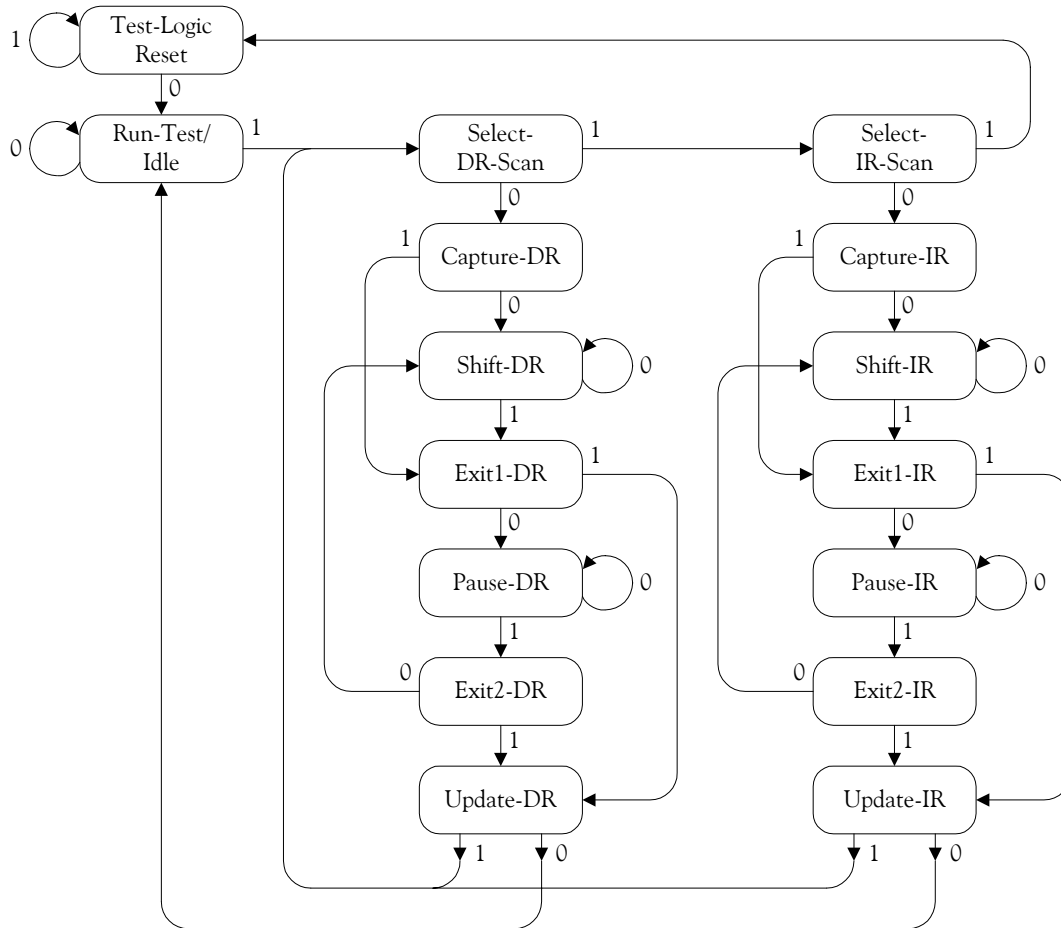 Test-Logic
Reset
1
0
Run-Test/
Idle
0
1
Select-
DR-Scan
1
Select-
IR-Scan
1
0
0
1
Capture-DR
1
Capture-IR
0
0
Shift-DR
0
Shift-IR
0
1
1
Exit1-DR
1
Exit1-IR
1
0
0
Pause-DR
0
Pause-IR
0
1
1
0
Exit2-DR
0
Exit2-IR
1
1
Update-DR
Update-IR
1
0
1
0